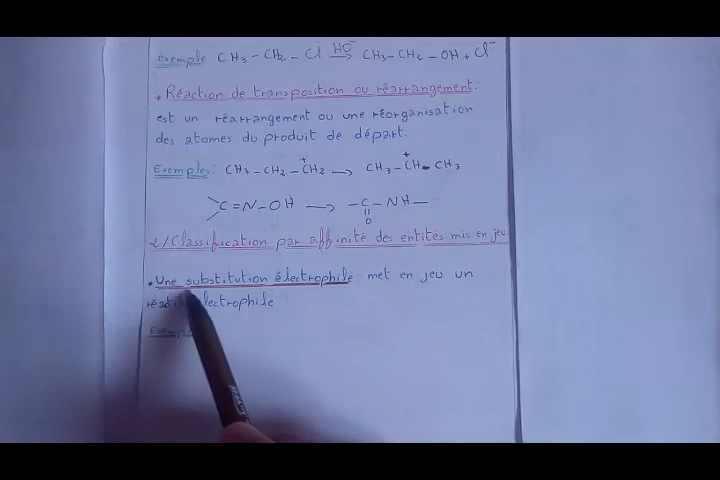 exemple CH3-CH2-Cl HO⁻→ CH3-CH2-OH + Cl⁻
+ Réaction de transposition ou réarrangement:
est un réarrangement ou une réorganisation
des atomes du produit de départ.
Exemples: CH3-CH2-C⁺H2 → CH3-C⁺H-CH3
>C=N-OH → -C-NH-
O
2/Classification par affinité des entités mis en jeu
• Une substitution électrophile met en jeu un
électrophile